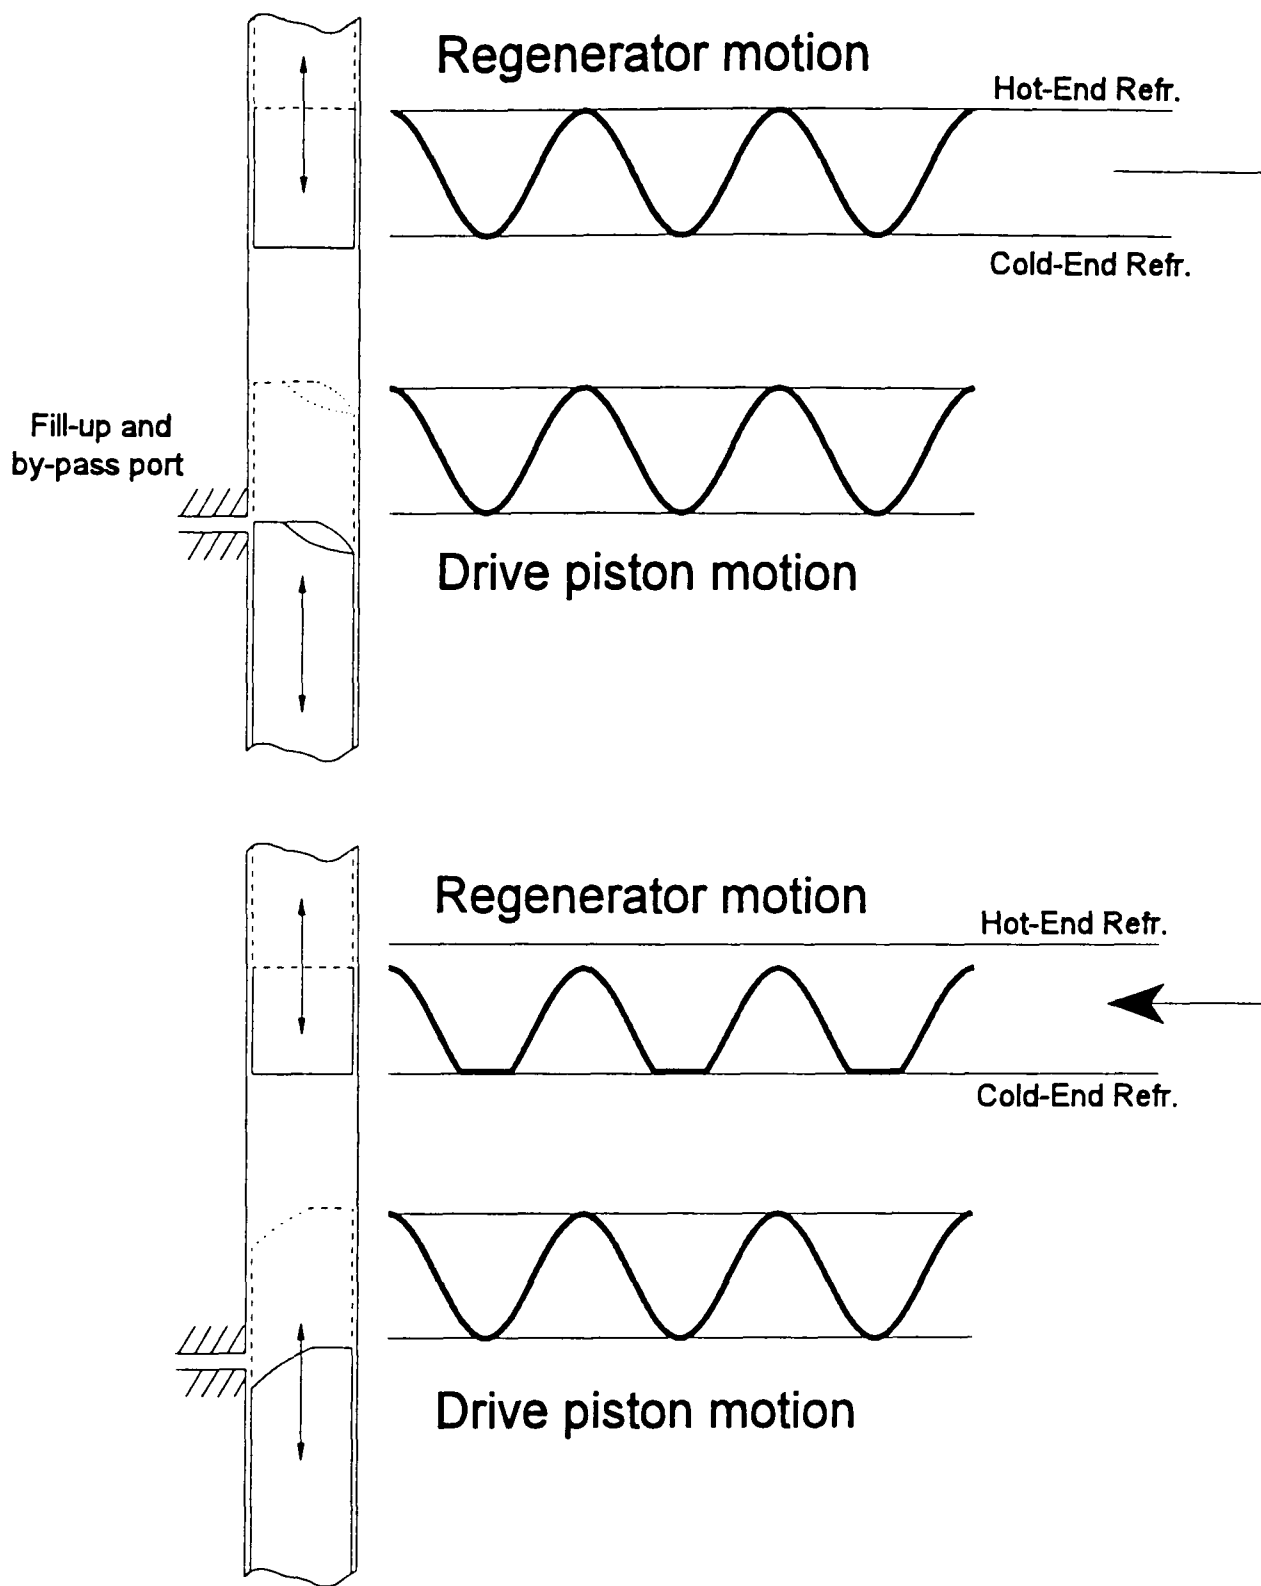 Regenerator motion
Hot-End Refr.
Cold-End Refr.
Fill-up and
by-pass port
Drive piston motion
Regenerator motion
Hot-End Refr.
Cold-End Refr.
Drive piston motion